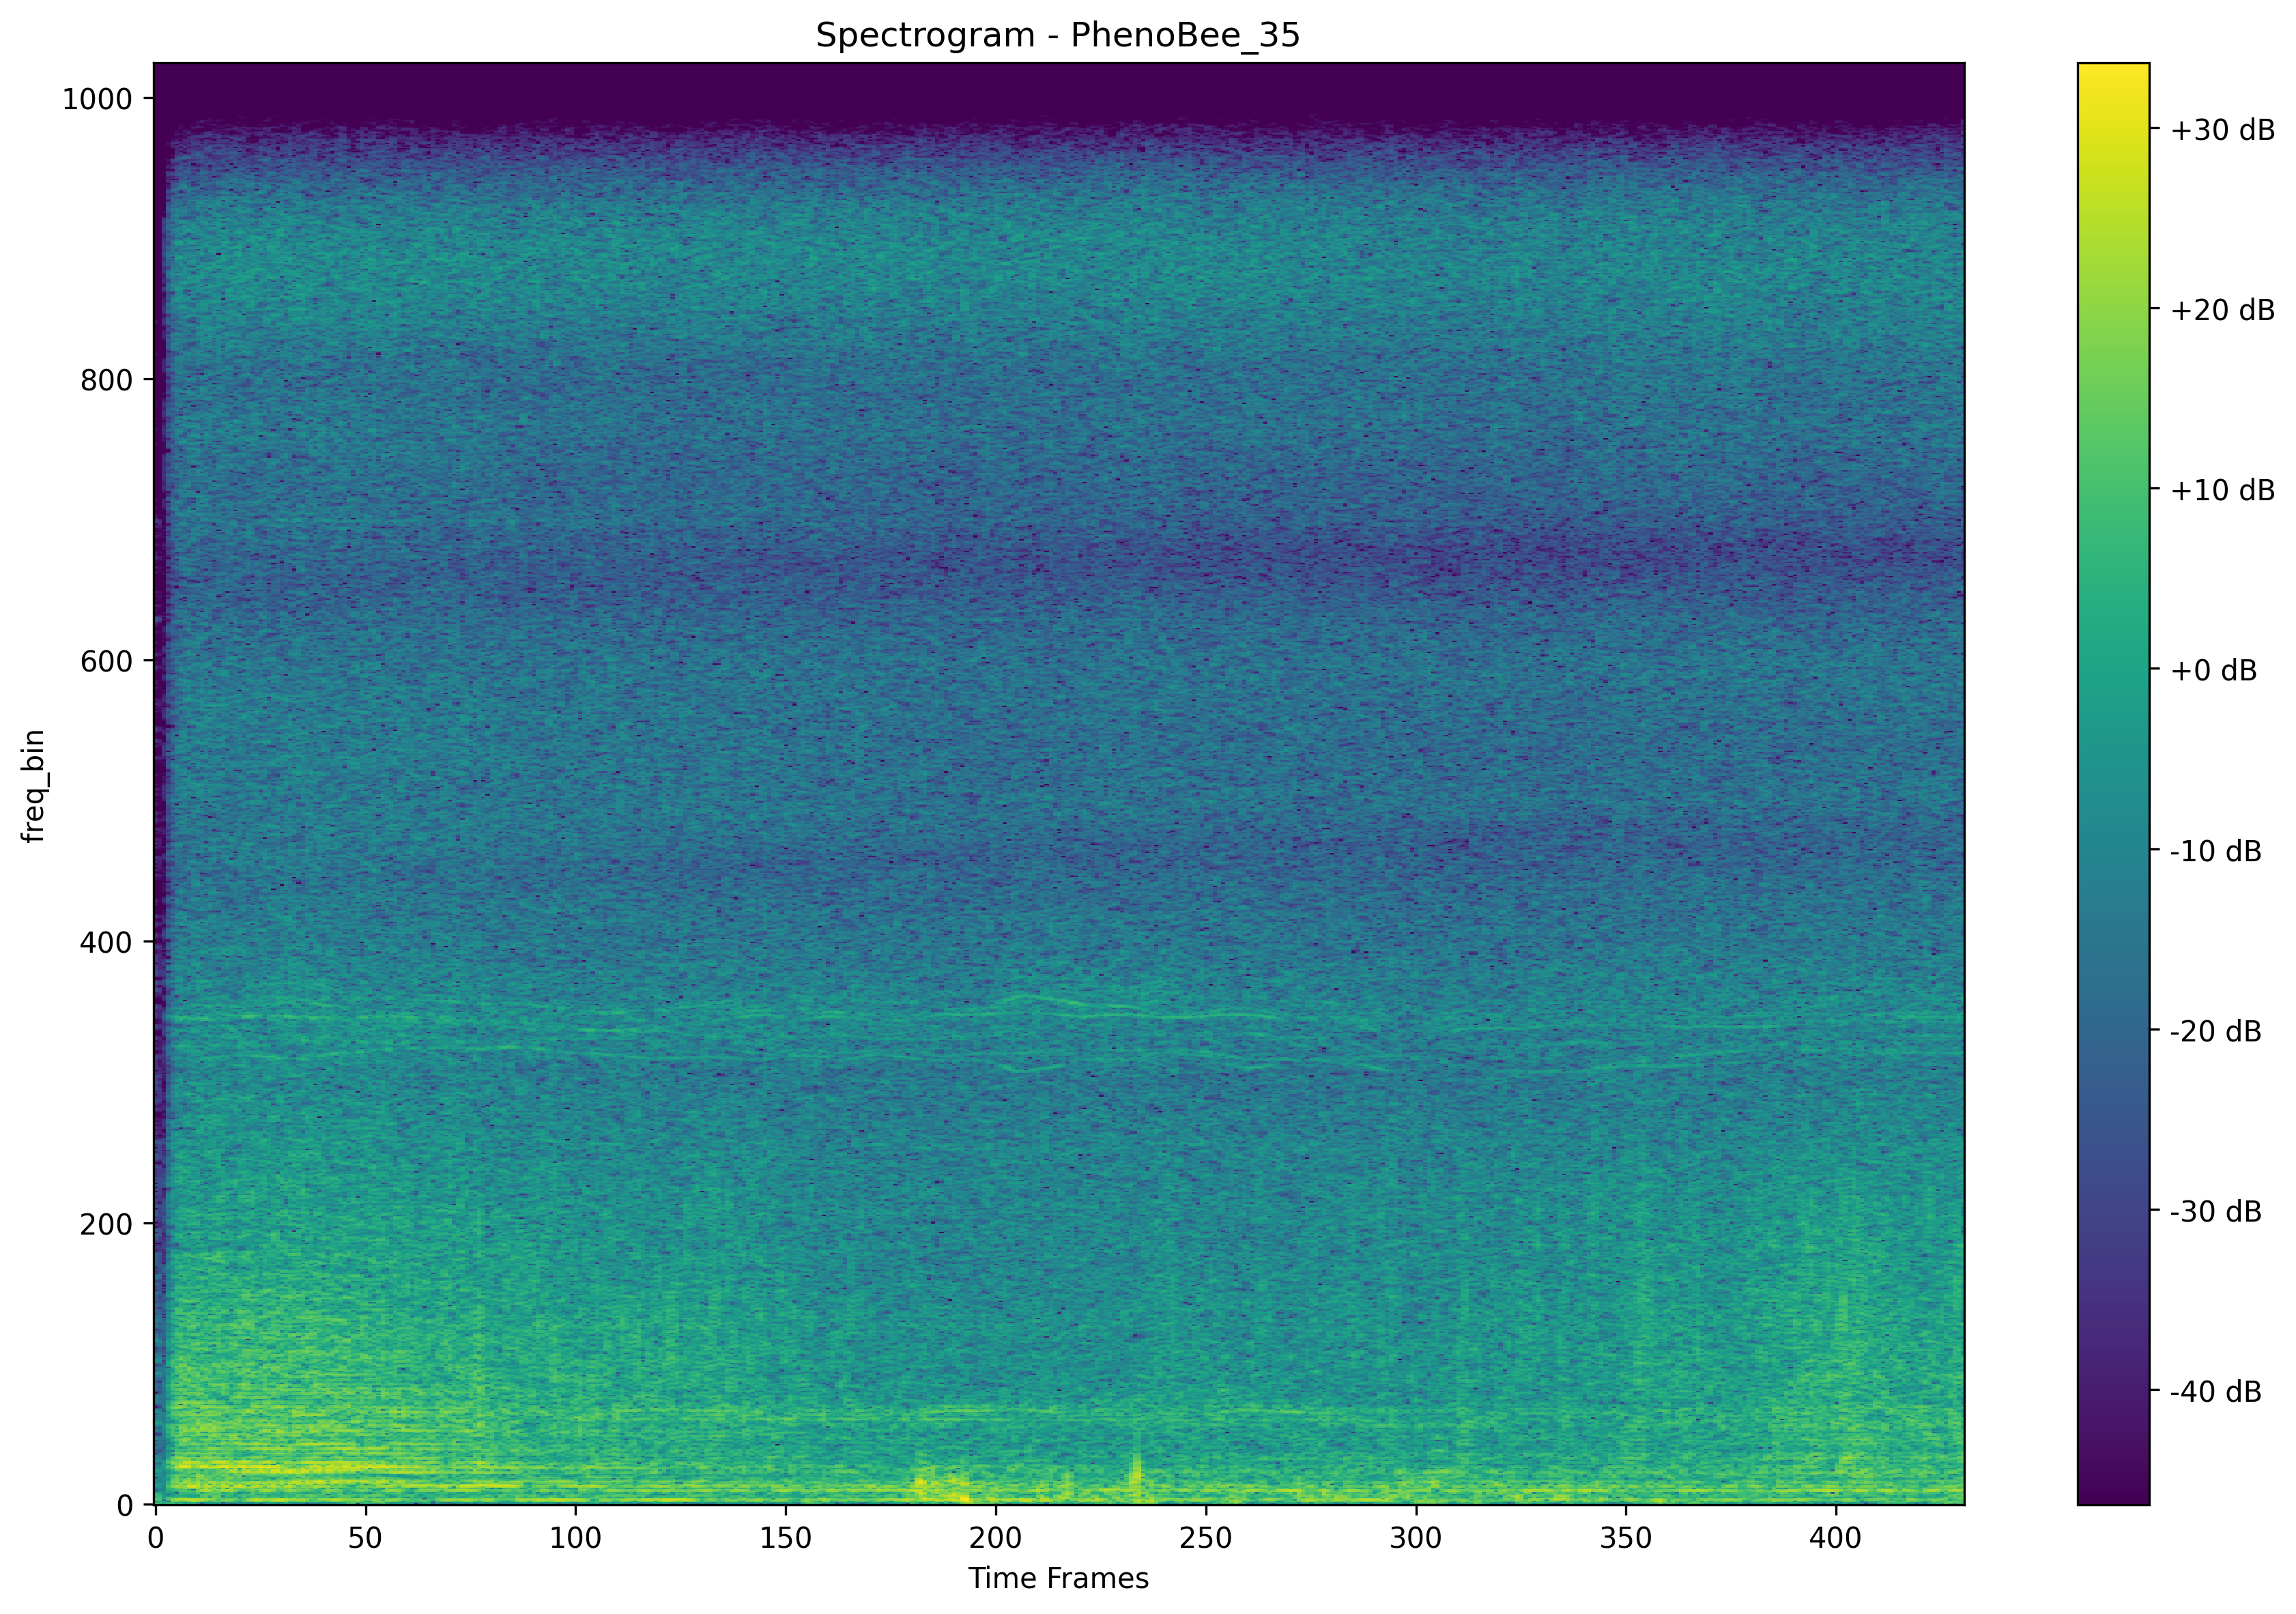 Spectrogram - PhenoBee_35
1000
800
600
400
200
0
freq_bin
0 50 100 150 200 250 300 350 400
Time Frames
+30 dB
+20 dB
+10 dB
+0 dB
-10 dB
-20 dB
-30 dB
-40 dB